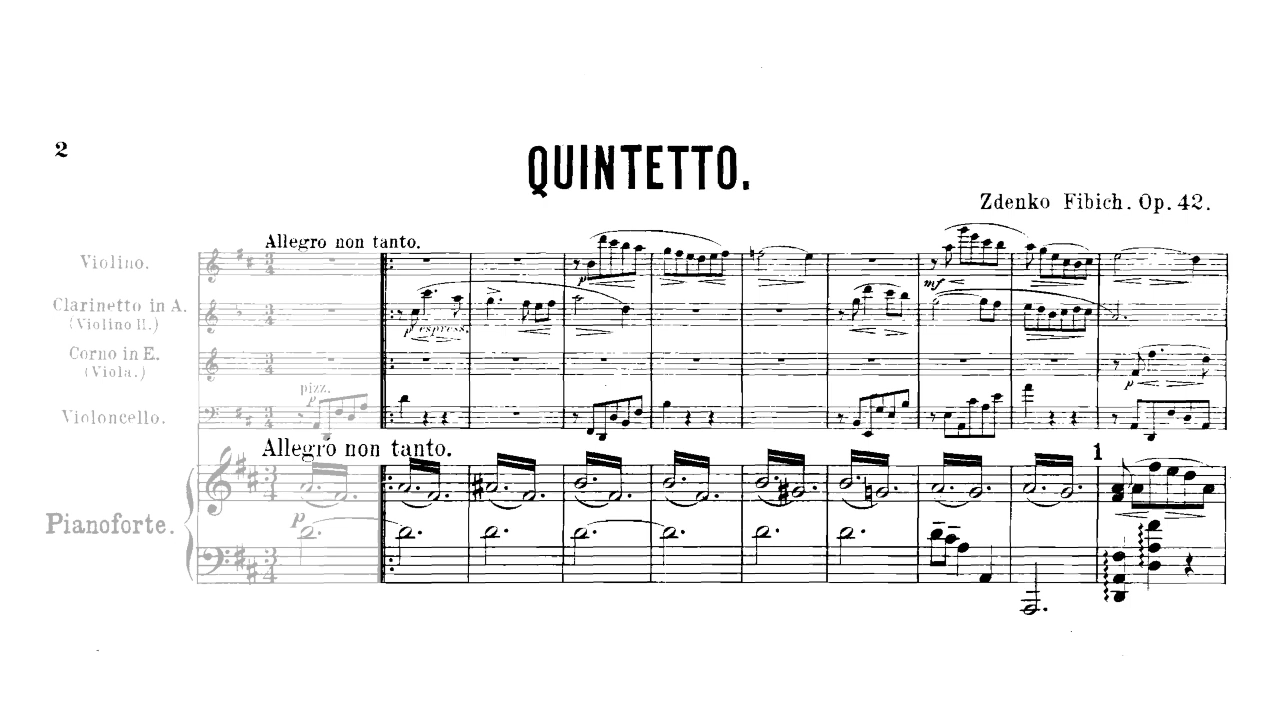 2
QUINTETTO.
Zdenko Fibich. Op. 42.
Allegro non tanto.
Violino.
Clarinetto in A.
(Violino II.)
p espress.
Corno in E.
(Viola.)
pizz.
p
Violoncello.
p
mf
p
Allegro non tanto.
1
Pianoforte.
p